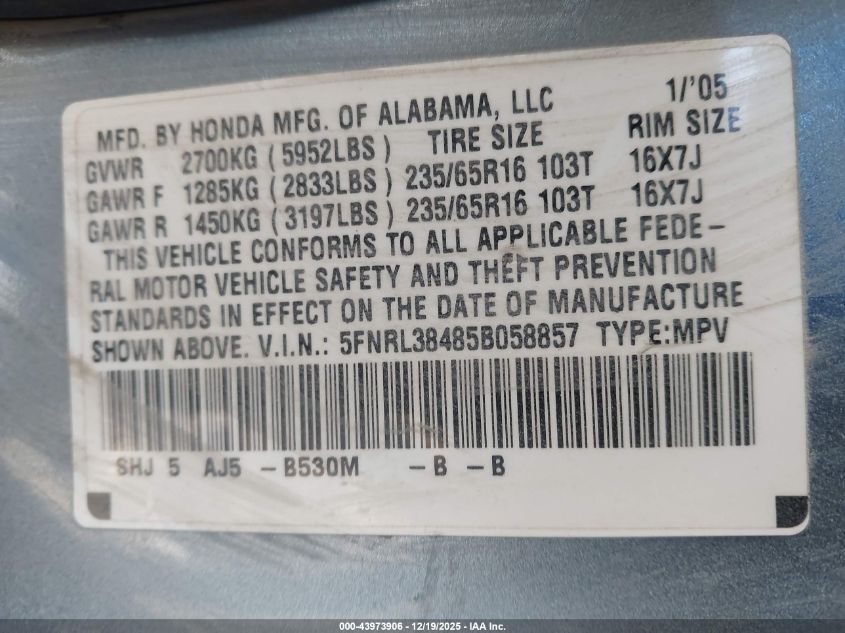 MFD. BY HONDA MFG. OF ALABAMA, LLC 1/'05
GVWR 2700KG (5952LBS) TIRE SIZE RIM SIZE
GAWR F 1285KG (2833LBS) 235/65R16 103T 16X7J
GAWR R 1450KG (3197LBS) 235/65R16 103T 16X7J
THIS VEHICLE CONFORMS TO ALL APPLICABLE FEDE-
RAL MOTOR VEHICLE SAFETY AND THEFT PREVENTION
STANDARDS IN EFFECT ON THE DATE OF MANUFACTURE
SHOWN ABOVE. V.I.N.: 5FNRL38485B058857 TYPE:MPV
SHJ 5 AJ5 -B530M -B -B
000-43973906 - 12/19/2025 - IAA Inc.